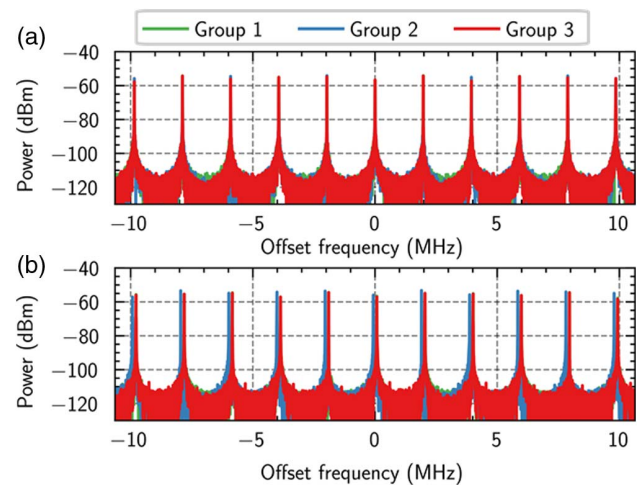 Group 1 Group 2 Group 3
(a)
−40
−60
−80
−100
−120
Power (dBm)
−10 −5 0 5 10
Offset frequency (MHz)
(b)
−40
−60
−80
−100
−120
Power (dBm)
−10 −5 0 5 10
Offset frequency (MHz)